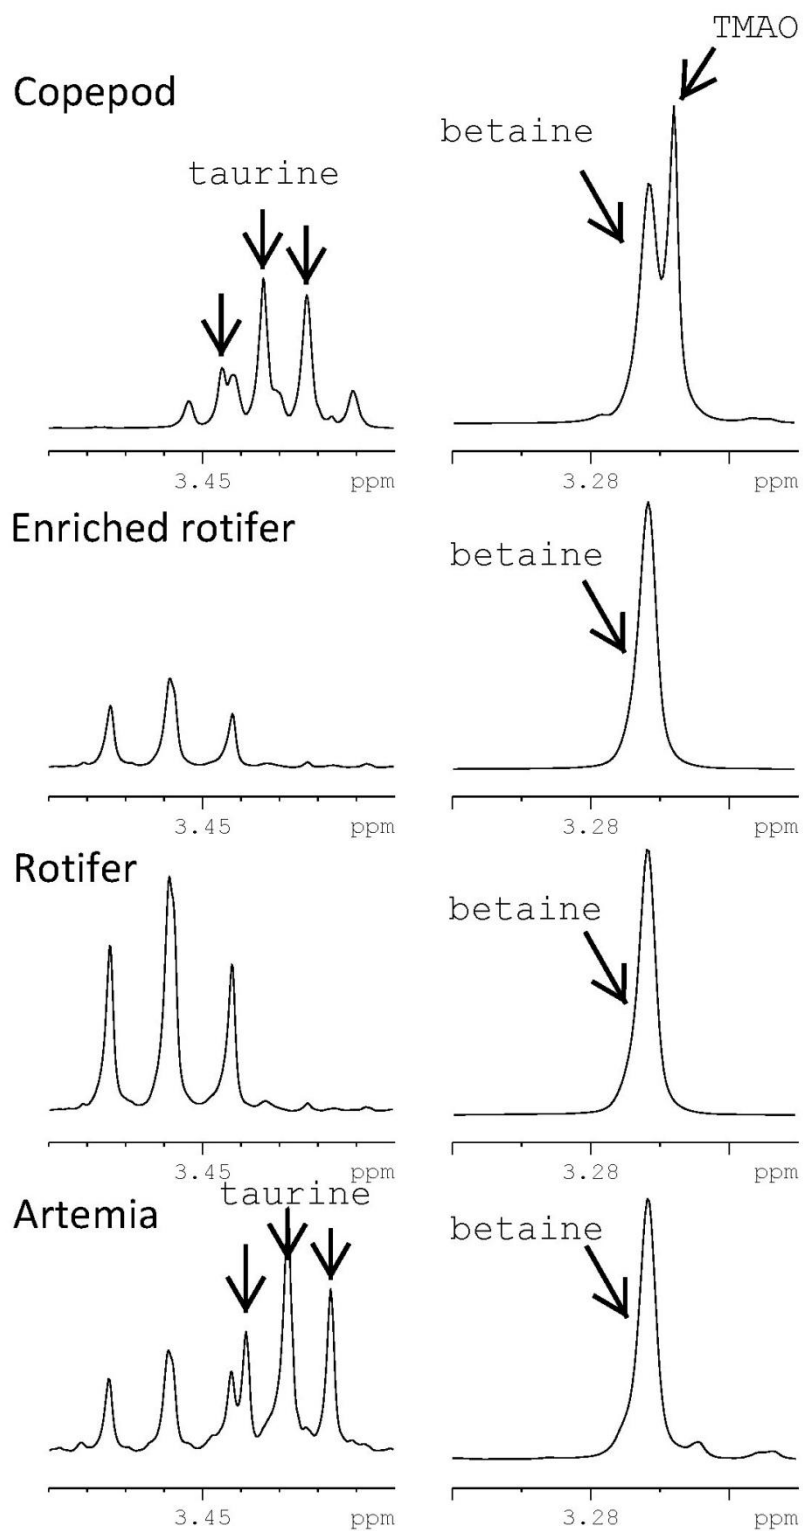 TMAO
Copepod
betaine
taurine
3.45 ppm
3.28 ppm
Enriched rotifer
betaine
3.45 ppm
3.28 ppm
Rotifer
betaine
3.45 ppm
3.28 ppm
taurine
Artemia
betaine
3.45 ppm
3.28 ppm